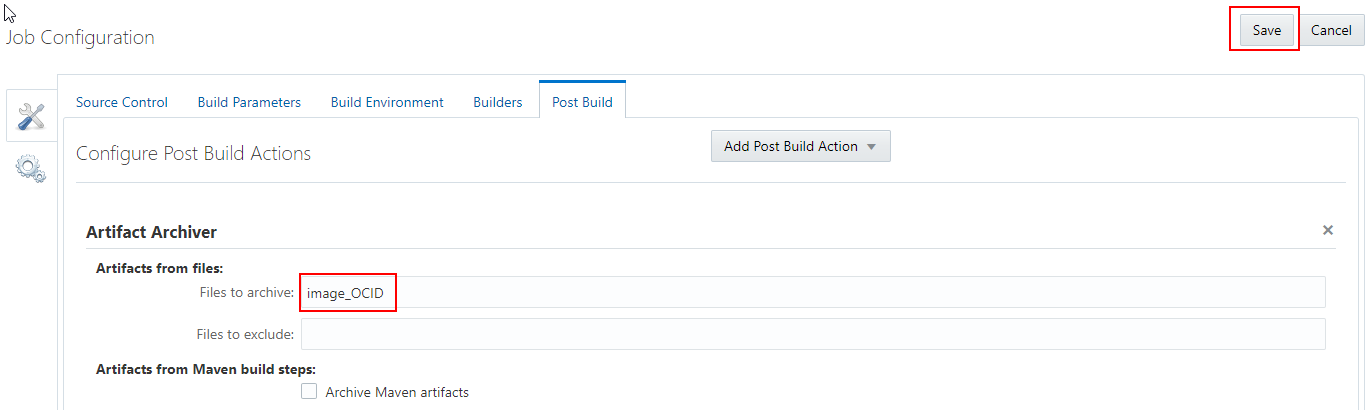 Job Configuration
Save
Cancel
Source Control
Build Parameters
Build Environment
Builders
Post Build
Configure Post Build Actions
Add Post Build Action
Artifact Archiver
Artifacts from files:
Files to archive: image_OCID
Files to exclude:
Artifacts from Maven build steps:
Archive Maven artifacts